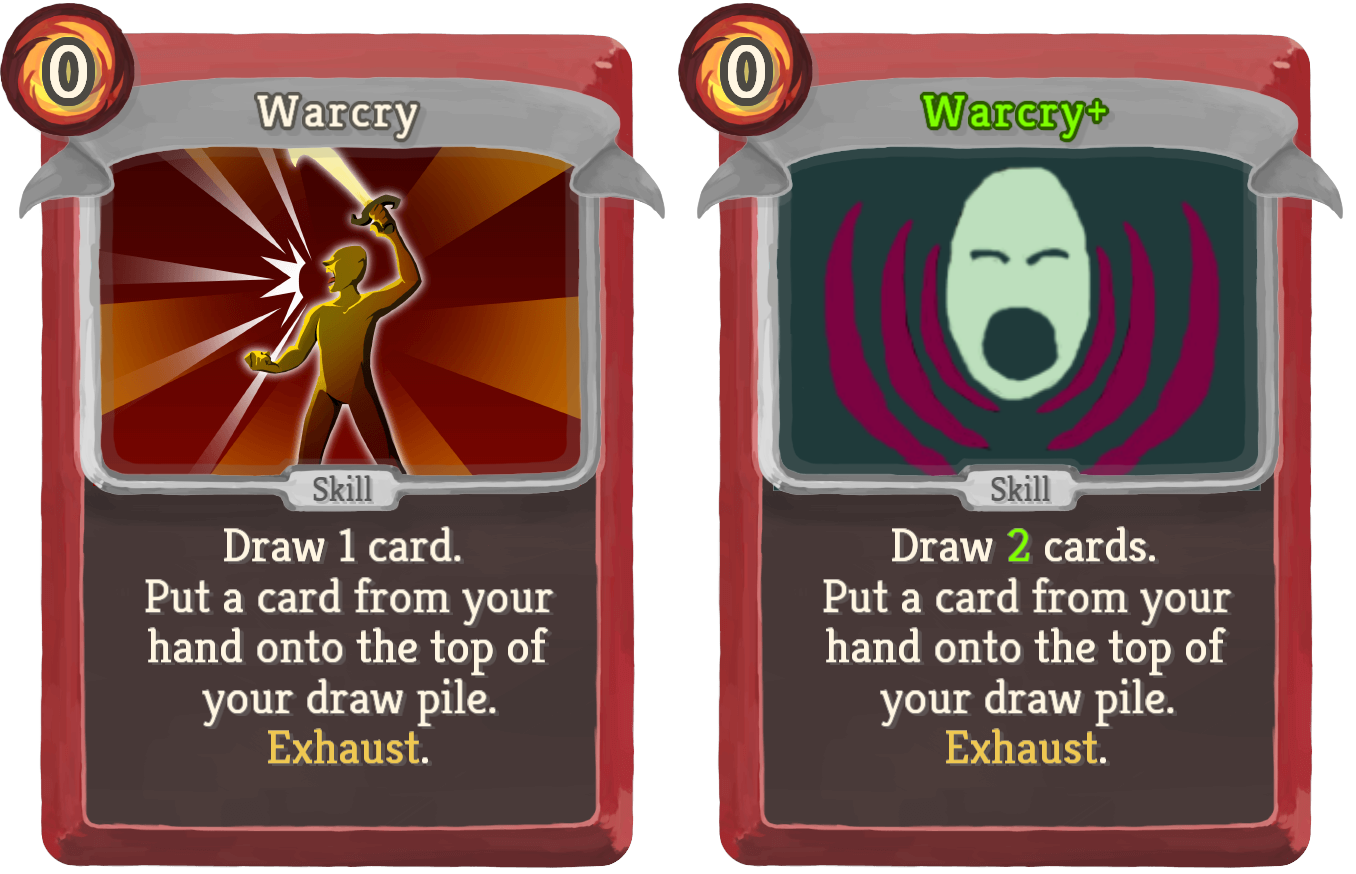 0
Warcry
Skill
Draw 1 card.
Put a card from your
hand onto the top of
your draw pile.
Exhaust.
0
Warcry+
Skill
Draw 2 cards.
Put a card from your
hand onto the top of
your draw pile.
Exhaust.